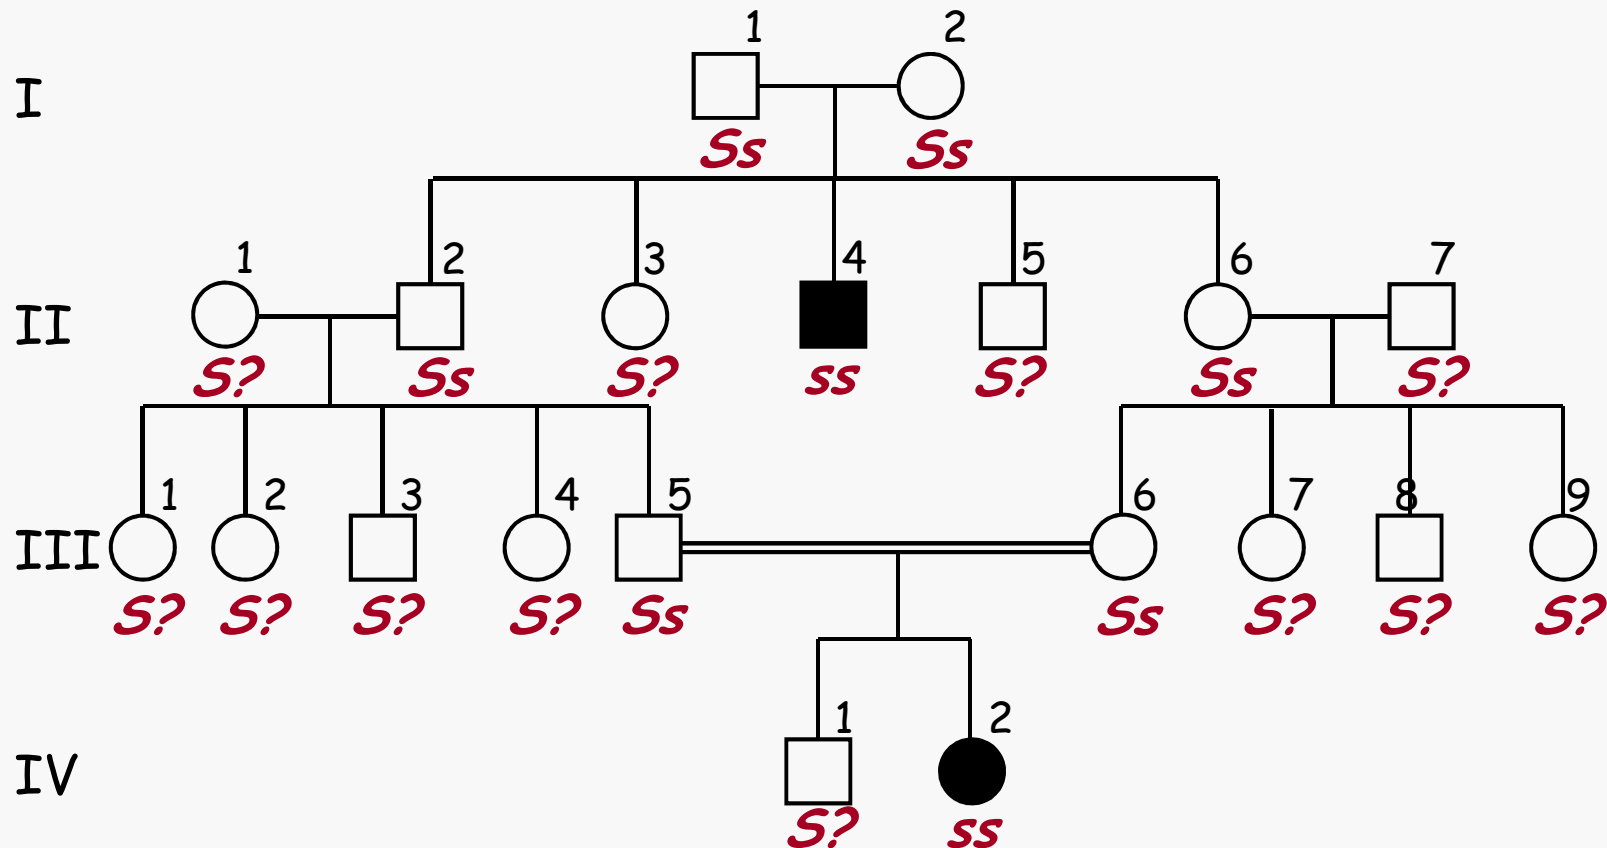 1 2
I
Ss Ss
1 2 3 4 5 6 7
II
S? Ss S? ss S? Ss S?
1 2 3 4 5 6 7 8 9
III
S? S? S? S? Ss Ss S? S? S?
1 2
IV
S? ss